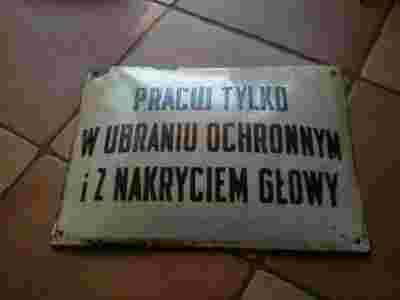 PRACUJ TYLKO
W UBRANIU OCHRONNYM
i Z NAKRYCIEM GŁOWY